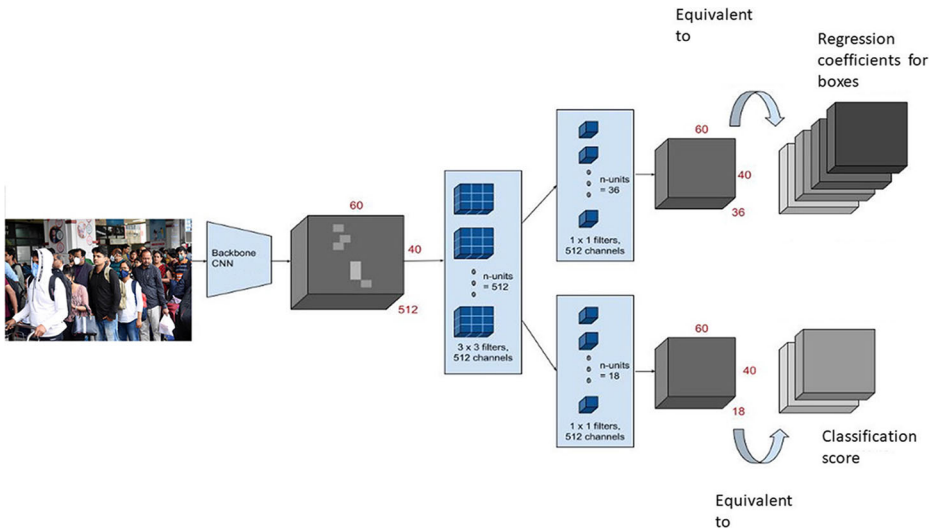 Equivalent
to
Regression
coefficients for
boxes
60
40
36
n-units
= 36
1 x 1 filters,
512 channels
Backbone
CNN
60
40
512
n-units
= 512
3 x 3 filters,
512 channels
n-units
= 18
1 x 1 filters,
512 channels
60
40
18
Classification
score
Equivalent
to